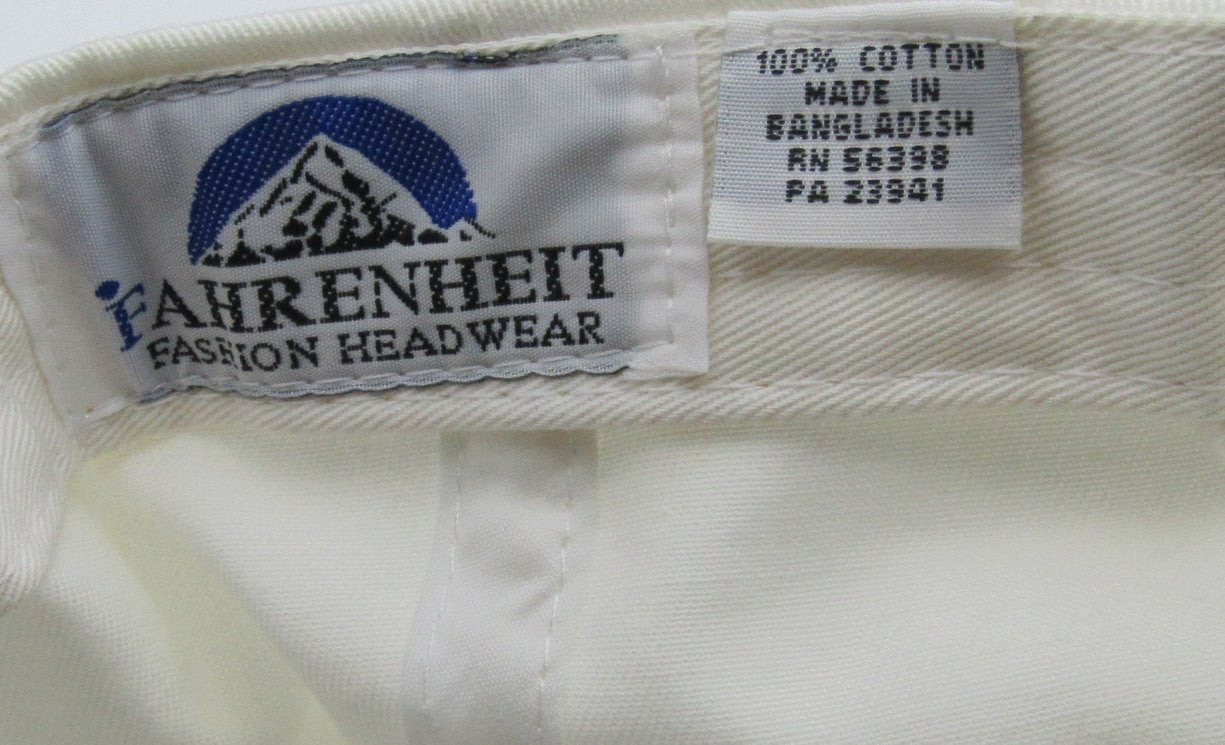 °FAHRENHEIT
FASHION HEADWEAR
100% COTTON
MADE IN
BANGLADESH
RN 56398
PA 23941